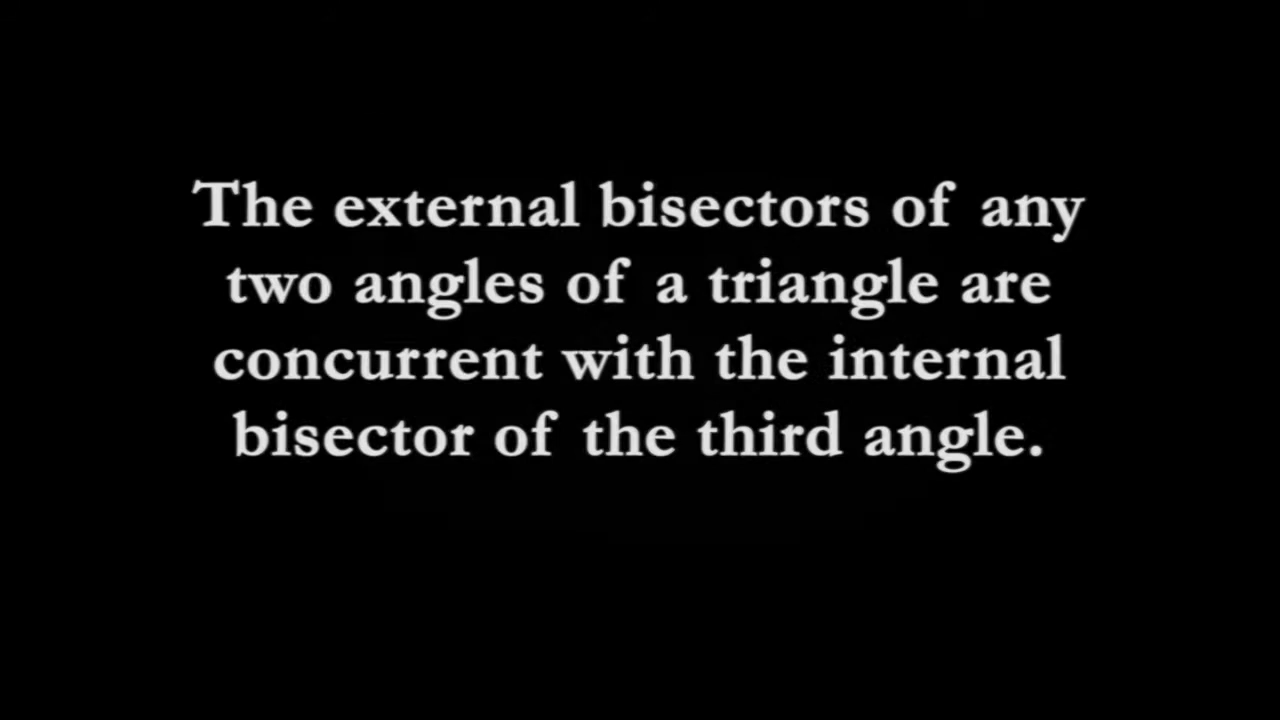 The external bisectors of any
two angles of a triangle are
concurrent with the internal
bisector of the third angle.